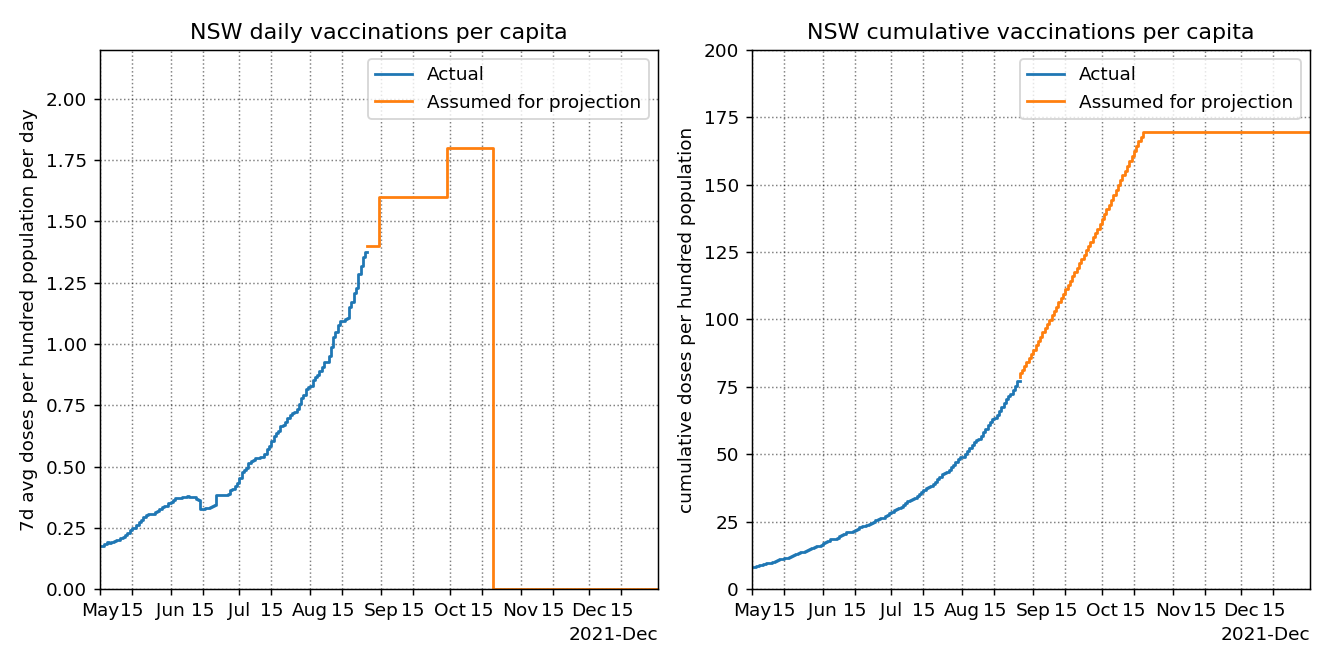 NSW daily vaccinations per capita
7d avg doses per hundred population per day
2.00
1.75
1.50
1.25
1.00
0.75
0.50
0.25
0.00
Actual
Assumed for projection
May 15 Jun 15 Jul 15 Aug 15 Sep 15 Oct 15 Nov 15 Dec 15
2021-Dec
NSW cumulative vaccinations per capita
cumulative doses per hundred population
200
175
150
125
100
75
50
25
0
Actual
Assumed for projection
May 15 Jun 15 Jul 15 Aug 15 Sep 15 Oct 15 Nov 15 Dec 15
2021-Dec